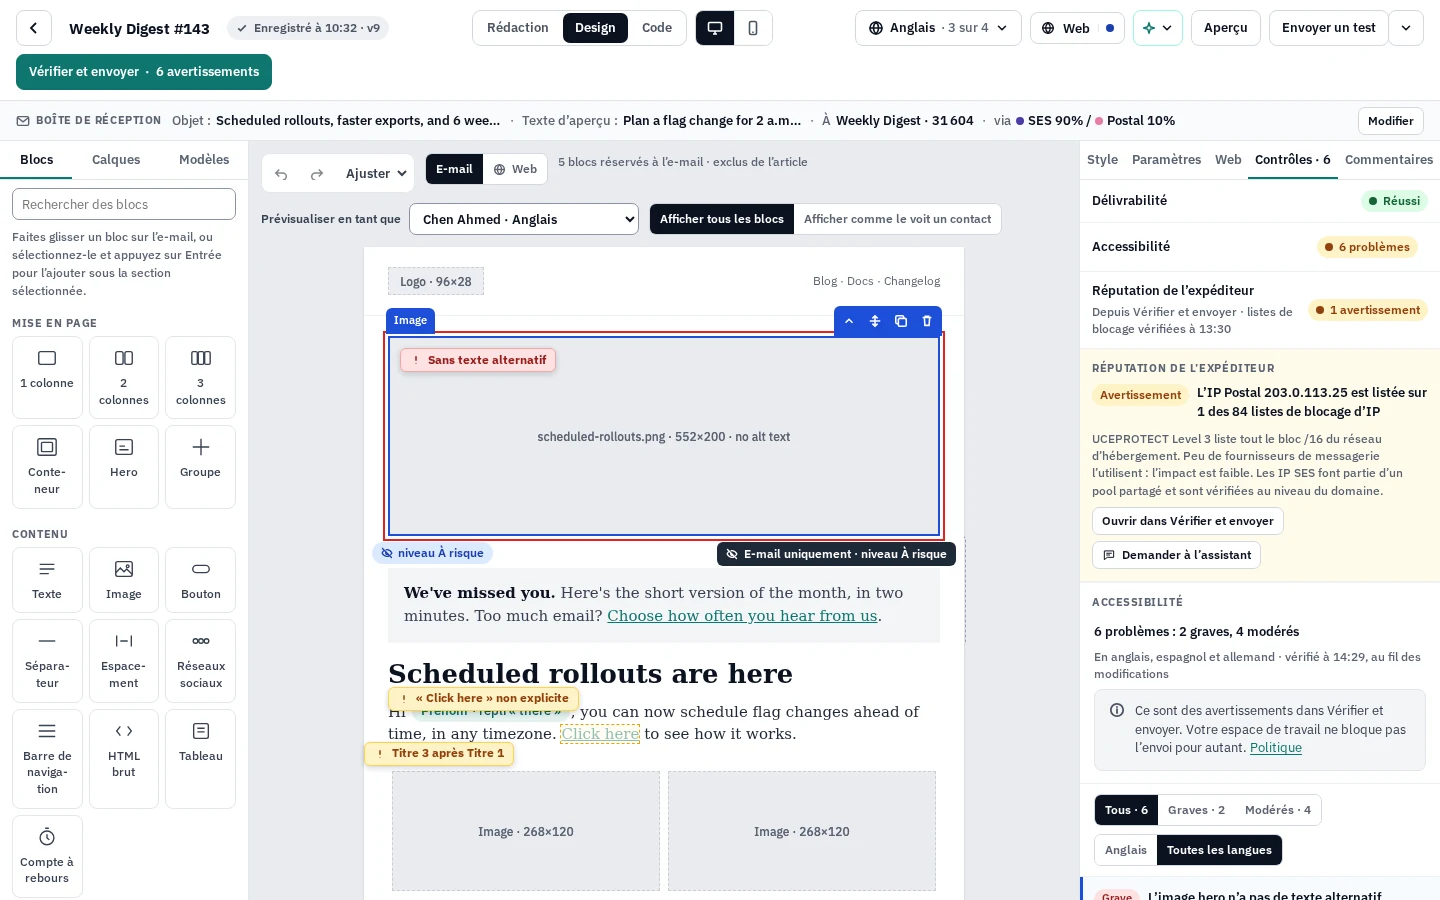 Weekly Digest #143
Enregistré à 10:32 · v9
Rédaction
Design
Code
Anglais · 3 sur 4
Web
Aperçu
Envoyer un test
Vérifier et envoyer · 6 avertissements
BOÎTE DE RÉCEPTION
Objet : Scheduled rollouts, faster exports, and 6 wee...
· Texte d’aperçu : Plan a flag change for 2 a.m...
· À Weekly Digest · 31 604
· via SES 90% / Postal 10%
Modifier
Blocs
Calques
Modèles
Rechercher des blocs
Faites glisser un bloc sur l’e-mail, ou
sélectionnez-le et appuyez sur Entrée
pour l’ajouter sous la section
sélectionnée.
MISE EN PAGE
1 colonne
2
colonnes
3
colonnes
Conte-
neur
Hero
Groupe
CONTENU
Texte
Image
Bouton
Sépara-
teur
Espace-
ment
Réseaux
sociaux
Barre de
naviga-
tion
HTML
brut
Tableau
Compte à
rebours
Ajuster
E-mail
Web
5 blocs réservés à l’e-mail · exclus de l’article
Prévisualiser en tant que
Chen Ahmed · Anglais
Afficher tous les blocs
Afficher comme le voit un contact
Logo · 96×28
Blog · Docs · Changelog
Image
! Sans texte alternatif
scheduled-rollouts.png · 552×200 · no alt text
niveau À risque
E-mail uniquement · niveau À risque
We've missed you. Here's the short version of the month, in two
minutes. Too much email? Choose how often you hear from us.
Scheduled rollouts are here
! « Click here » non explicite
Hi Prénom · repli « there » , you can now schedule flag changes ahead of
time, in any timezone. Click here to see how it works.
! Titre 3 après Titre 1
Image · 268×120
Image · 268×120
Style
Paramètres
Web
Contrôles · 6
Commentaires
Délivrabilité
Réussi
Accessibilité
6 problèmes
Réputation de l’expéditeur
Depuis Vérifier et envoyer · listes de
blocage vérifiées à 13:30
1 avertissement
RÉPUTATION DE L’EXPÉDITEUR
Avertissement
L’IP Postal 203.0.113.25 est listée sur
1 des 84 listes de blocage d’IP
UCEPROTECT Level 3 liste tout le bloc /16 du réseau
d’hébergement. Peu de fournisseurs de messagerie
l’utilisent : l’impact est faible. Les IP SES font partie d’un
pool partagé et sont vérifiées au niveau du domaine.
Ouvrir dans Vérifier et envoyer
Demander à l’assistant
ACCESSIBILITÉ
6 problèmes : 2 graves, 4 modérés
En anglais, espagnol et allemand · vérifié à 14:29, au fil des
modifications
Ce sont des avertissements dans Vérifier et
envoyer. Votre espace de travail ne bloque pas
l’envoi pour autant. Politique
Tous · 6
Graves · 2
Modérés · 4
Anglais
Toutes les langues
Grave
L’image hero n’a pas de texte alternatif